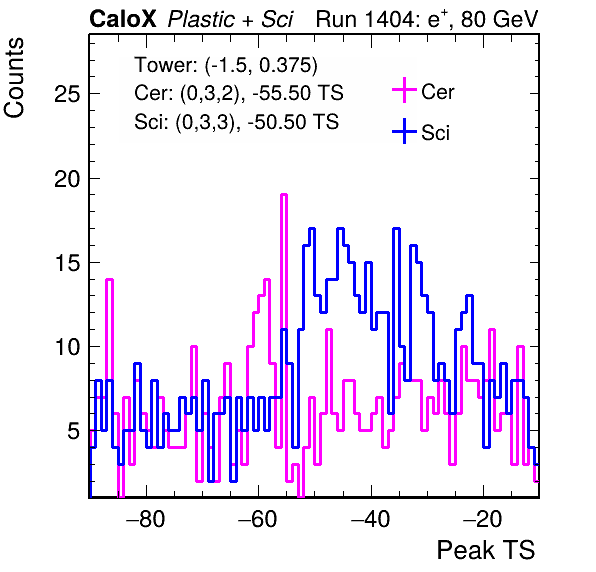 CaloX Plastic + Sci Run 1404: e⁺, 80 GeV
Tower: (-1.5, 0.375)
Cer: (0,3,2), -55.50 TS
Sci: (0,3,3), -50.50 TS
Cer
Sci
Counts
25
20
15
10
5
−80 −60 −40 −20
Peak TS